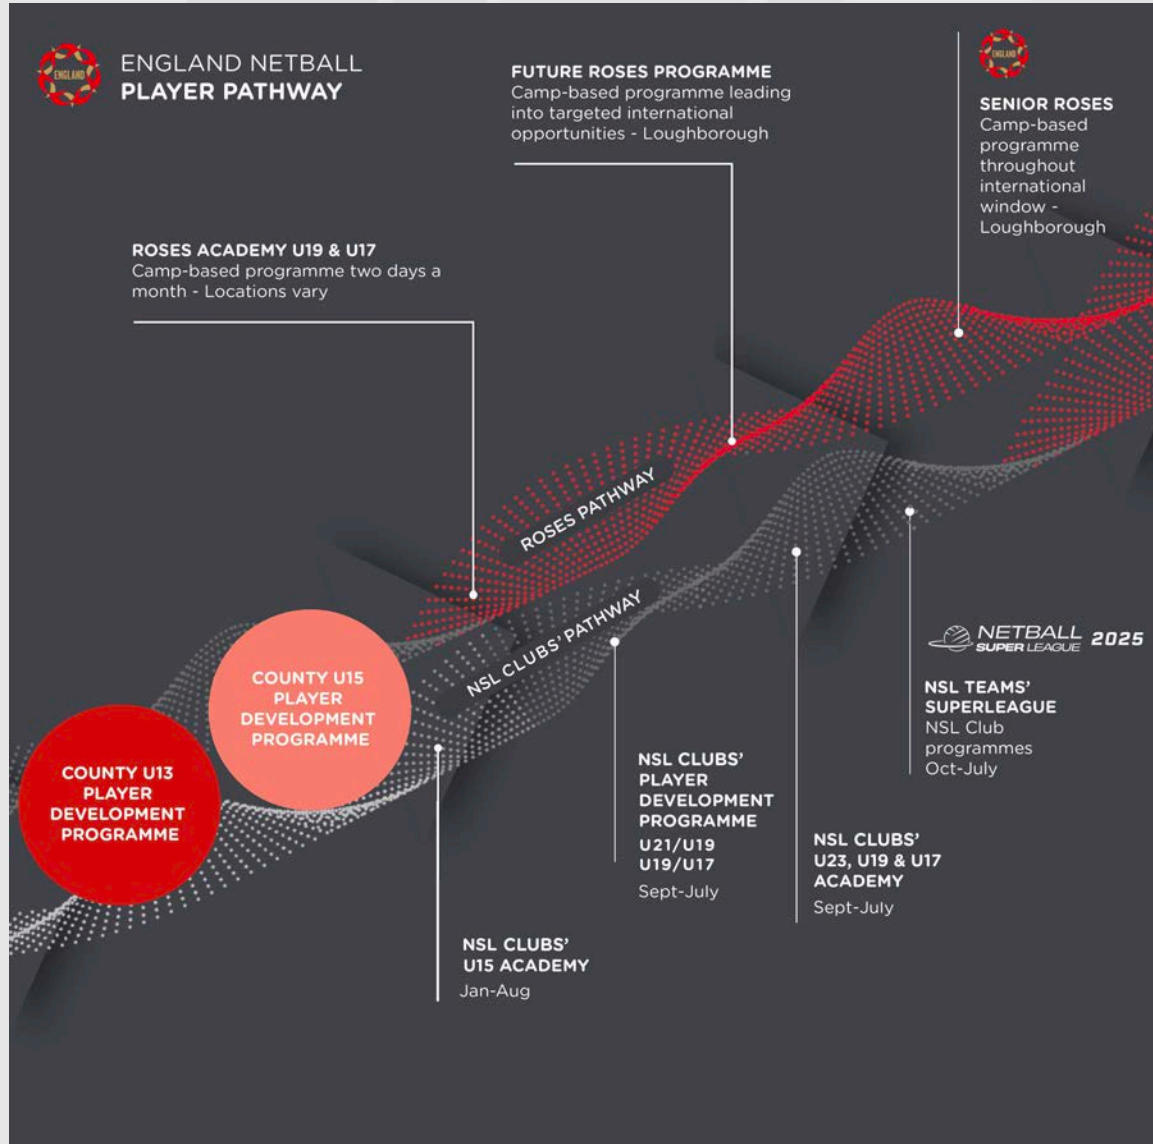 ENGLAND
ENGLAND NETBALL
PLAYER PATHWAY
FUTURE ROSES PROGRAMME
Camp-based programme leading
into targeted international
opportunities - Loughborough
ENGLAND
SENIOR ROSES
Camp-based
programme
throughout
international
window -
Loughborough
ROSES ACADEMY U19 & U17
Camp-based programme two days a
month - Locations vary
ROSES PATHWAY
NSL CLUBS' PATHWAY
COUNTY U15
PLAYER
DEVELOPMENT
PROGRAMME
COUNTY U13
PLAYER
DEVELOPMENT
PROGRAMME
NETBALL
SUPER LEAGUE 2025
NSL TEAMS'
SUPERLEAGUE
NSL Club
programmes
Oct-July
NSL CLUBS'
PLAYER
DEVELOPMENT
PROGRAMME
U21/U19
U19/U17
Sept-July
NSL CLUBS'
U23, U19 & U17
ACADEMY
Sept-July
NSL CLUBS'
U15 ACADEMY
Jan-Aug